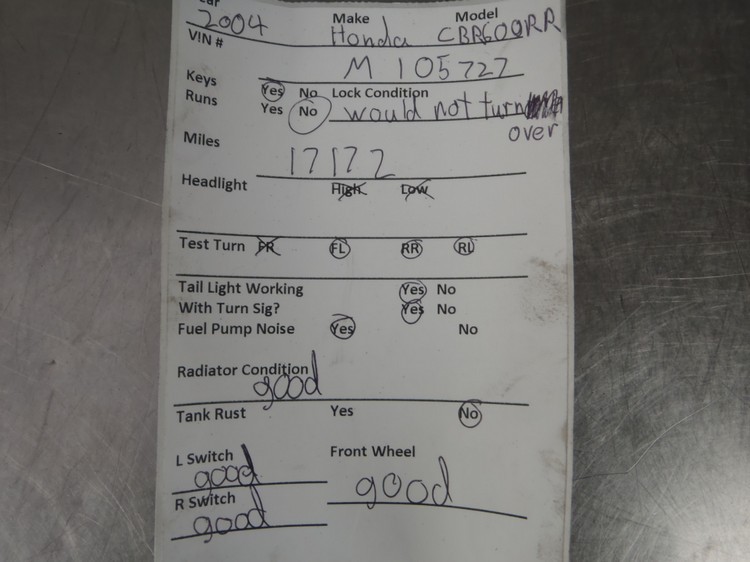 Make Model
2004 Honda CBR600RR
VIN # M 105727
Keys Yes No Lock Condition
Runs Yes No would not turn
over
Miles 17172
Headlight High Low
Test Turn FR FL RR RL
Tail Light Working Yes No
With Turn Sig? Yes No
Fuel Pump Noise Yes No
Radiator Condition
good
Tank Rust Yes No
L Switch Front Wheel
good good
R Switch
good